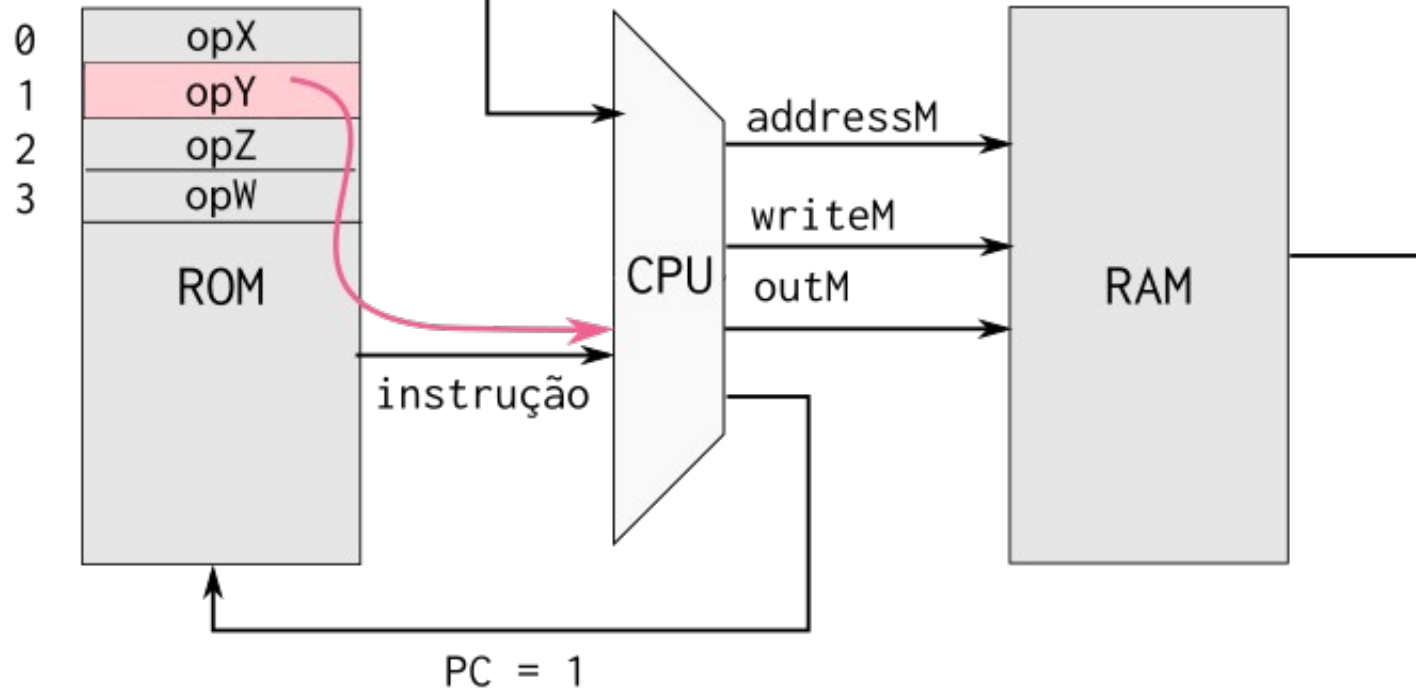 0 opX
1 opY
2 opZ
3 opW
ROM
instrução
CPU
addressM
writeM
outM
RAM
PC = 1